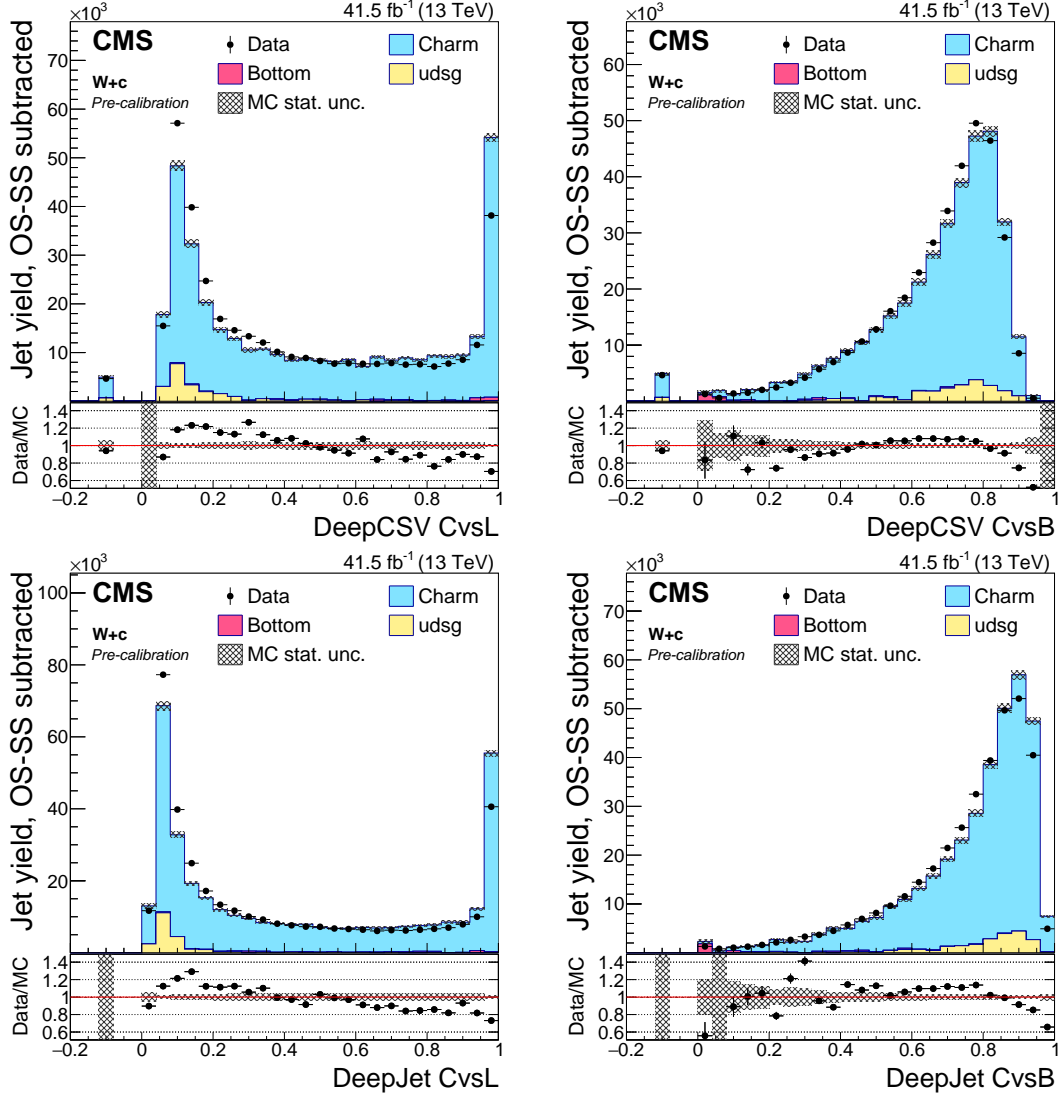 ×10³ 41.5 fb⁻¹ (13 TeV)
CMS Data Charm
W+c Bottom udsg
Pre-calibration MC stat. unc.
Jet yield, OS-SS subtracted
70
60
50
40
30
20
10
Data/MC
1.4
1.2
1
0.8
0.6
−0.2 0 0.2 0.4 0.6 0.8 1
DeepCSV CvsL
×10³ 41.5 fb⁻¹ (13 TeV)
CMS Data Charm
W+c Bottom udsg
Pre-calibration MC stat. unc.
Jet yield, OS-SS subtracted
60
50
40
30
20
10
0
Data/MC
1.4
1.2
1
0.8
0.6
−0.2 0 0.2 0.4 0.6 0.8 1
DeepCSV CvsB
×10³ 41.5 fb⁻¹ (13 TeV)
CMS Data Charm
W+c Bottom udsg
Pre-calibration MC stat. unc.
Jet yield, OS-SS subtracted
100
80
60
40
20
0
Data/MC
1.4
1.2
1
0.8
0.6
−0.2 0 0.2 0.4 0.6 0.8 1
DeepJet CvsL
×10³ 41.5 fb⁻¹ (13 TeV)
CMS Data Charm
W+c Bottom udsg
Pre-calibration MC stat. unc.
Jet yield, OS-SS subtracted
70
60
50
40
30
20
10
0
Data/MC
1.4
1.2
1
0.8
0.6
−0.2 0 0.2 0.4 0.6 0.8 1
DeepJet CvsB